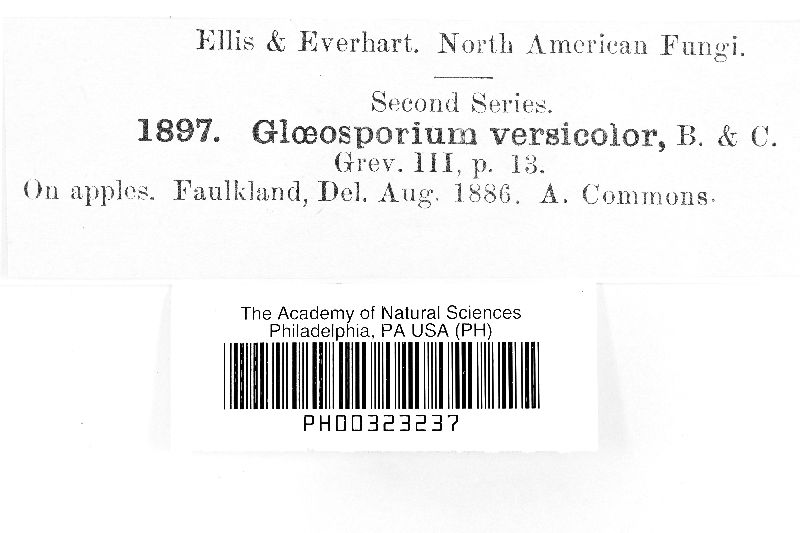 Ellis & Everhart. North American Fungi.
Second Series.
1897. Glœosporium versicolor, B. & C.
Grev. III, p. 13.
On apples. Faulkland, Del. Aug. 1886. A. Commons.
The Academy of Natural Sciences
Philadelphia, PA USA (PH)
PH00323237